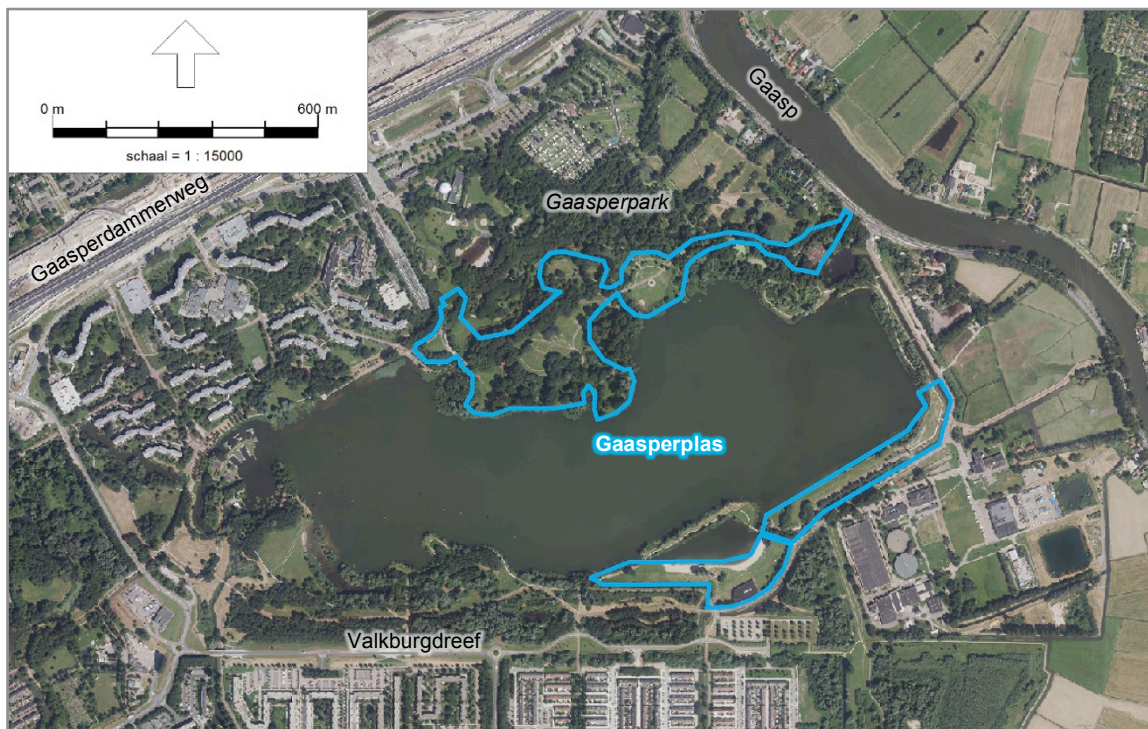 0 m 600 m
schaal = 1 : 15000
Gaasp
Gaasperpark
Gaasperdammerweg
Gaasperplas
Valkburgdreef